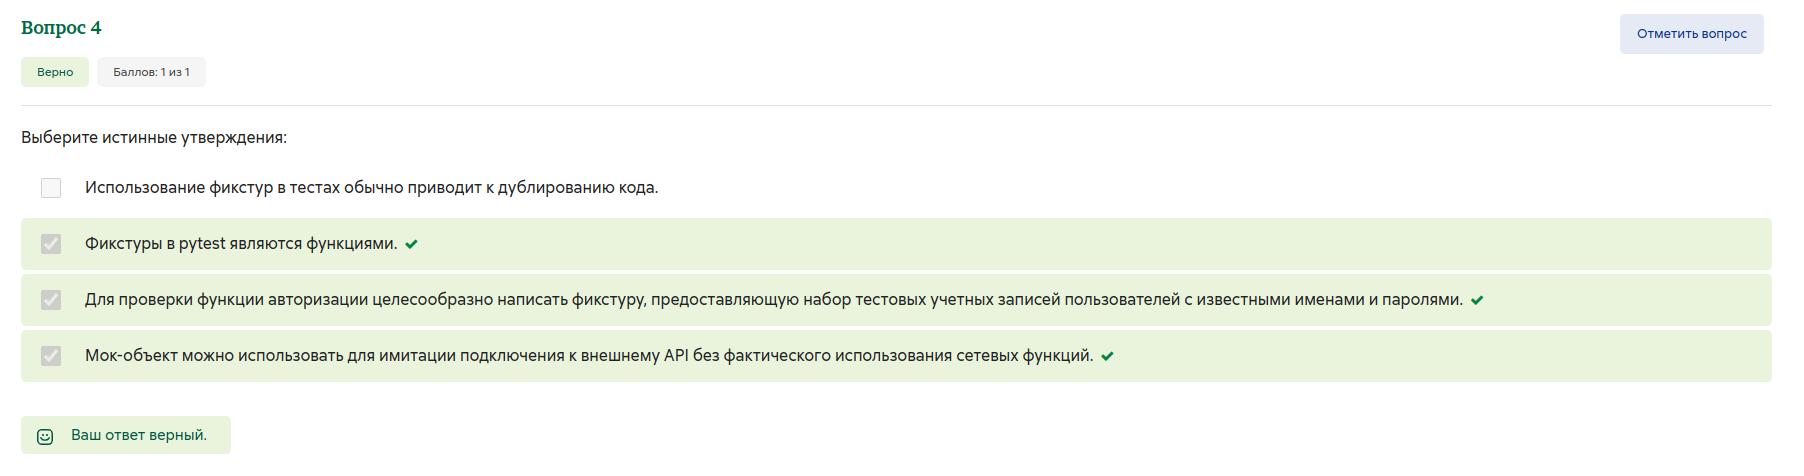 Вопрос 4
Отметить вопрос
Верно
Баллов: 1 из 1
Выберите истинные утверждения:
Использование фикстур в тестах обычно приводит к дублированию кода.
Фикстуры в pytest являются функциями.
Для проверки функции авторизации целесообразно написать фикстуру, предоставляющую набор тестовых учетных записей пользователей с известными именами и паролями.
Мок-объект можно использовать для имитации подключения к внешнему API без фактического использования сетевых функций.
Ваш ответ верный.